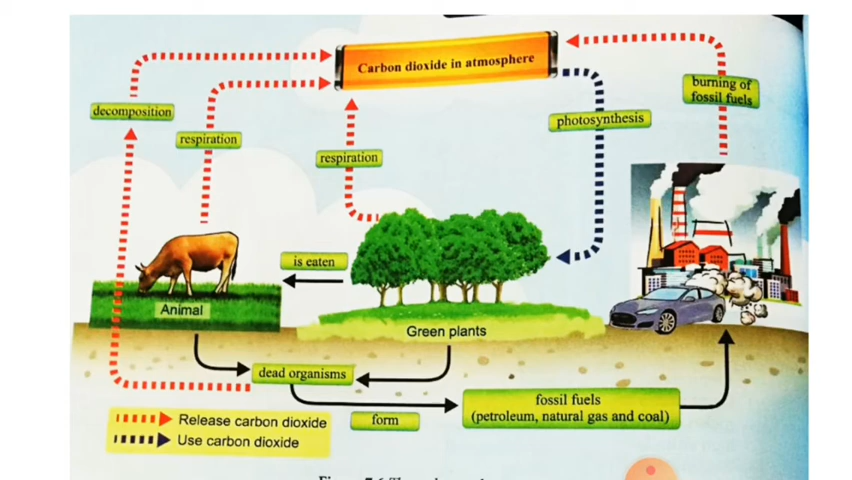 Carbon dioxide in atmosphere
burning of
fossil fuels
decomposition
photosynthesis
respiration
respiration
is eaten
Animal
Green plants
dead organisms
fossil fuels
(petroleum, natural gas and coal)
form
Release carbon dioxide
Use carbon dioxide